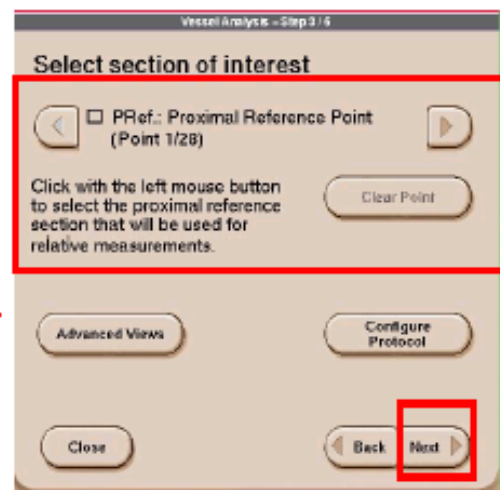 Vessel Analysis - Step 3 / 6
Select section of interest
PRef.: Proximal Reference Point
(Point 1/28)
Click with the left mouse button
to select the proximal reference
section that will be used for
relative measurements.
Clear Point
Advanced Views
Configure
Protocol
Close
Back
Next